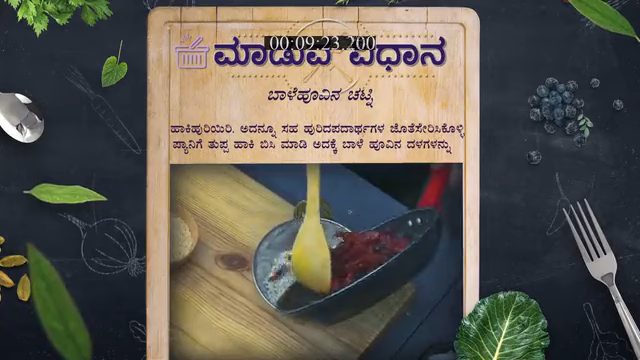 ಮಾಡುವ ವಿಧಾನ
00:09:23.200
ಬಾಳೆಹೂವಿನ ಚಟ್ನಿ
ಹಾಕಿಹುರಿಯಿರಿ. ಅದನ್ನೂ ಸಹ ಹುರಿದಪದಾರ್ಥಗಳ ಜೊತೆಸೇರಿಸಿಕೊಳ್ಳಿ
ಪ್ಯಾನಿಗೆ ತುಪ್ಪ ಹಾಕಿ ಬಿಸಿ ಮಾಡಿ ಅದಕ್ಕೆ ಬಾಳೆ ಹೂವಿನ ದಳಗಳನ್ನು